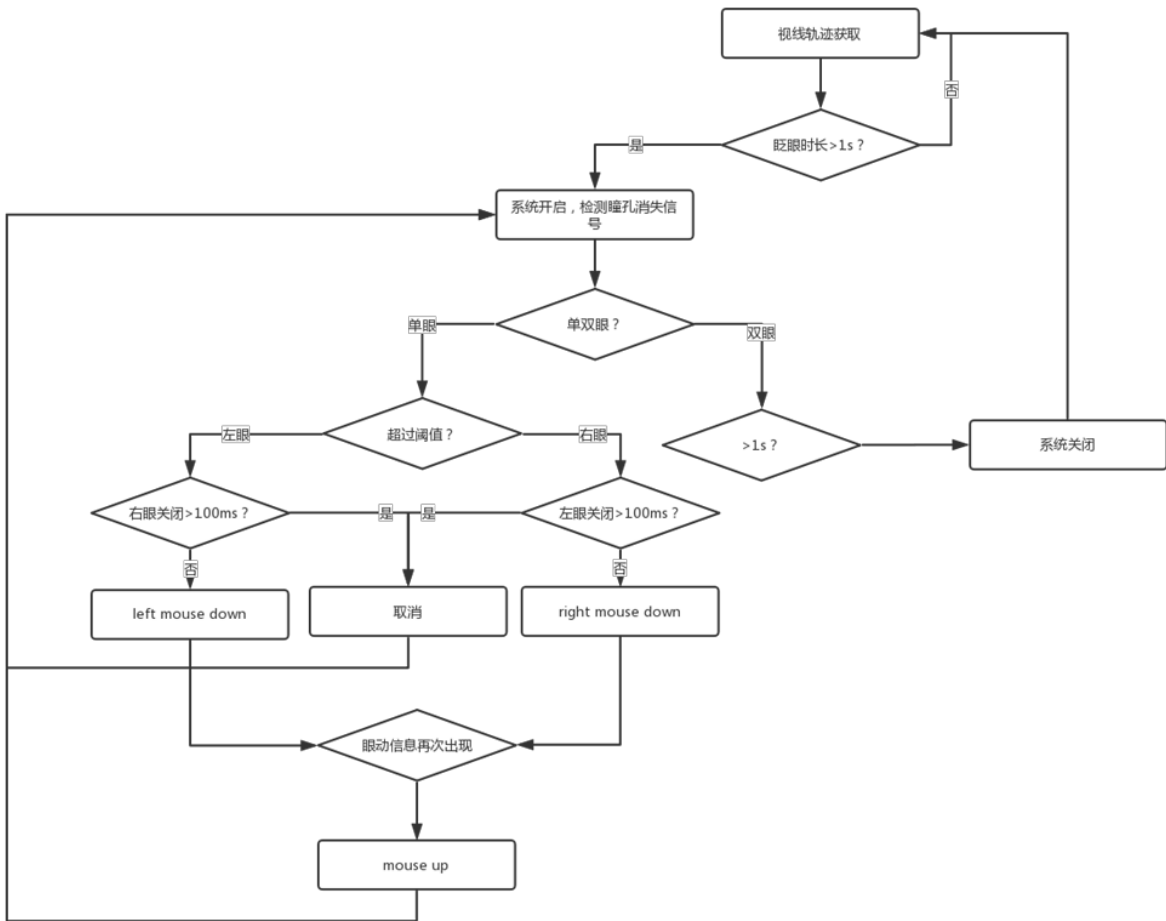 视线轨迹获取
否
眨眼时长>1s？
是
系统开启，检测瞳孔消失信
号
单双眼？
单眼
双眼
超过阈值？
左眼
右眼
>1s？
系统关闭
右眼关闭>100ms？
是
是
左眼关闭>100ms？
否
否
left mouse down
取消
right mouse down
眼动信息再次出现
mouse up